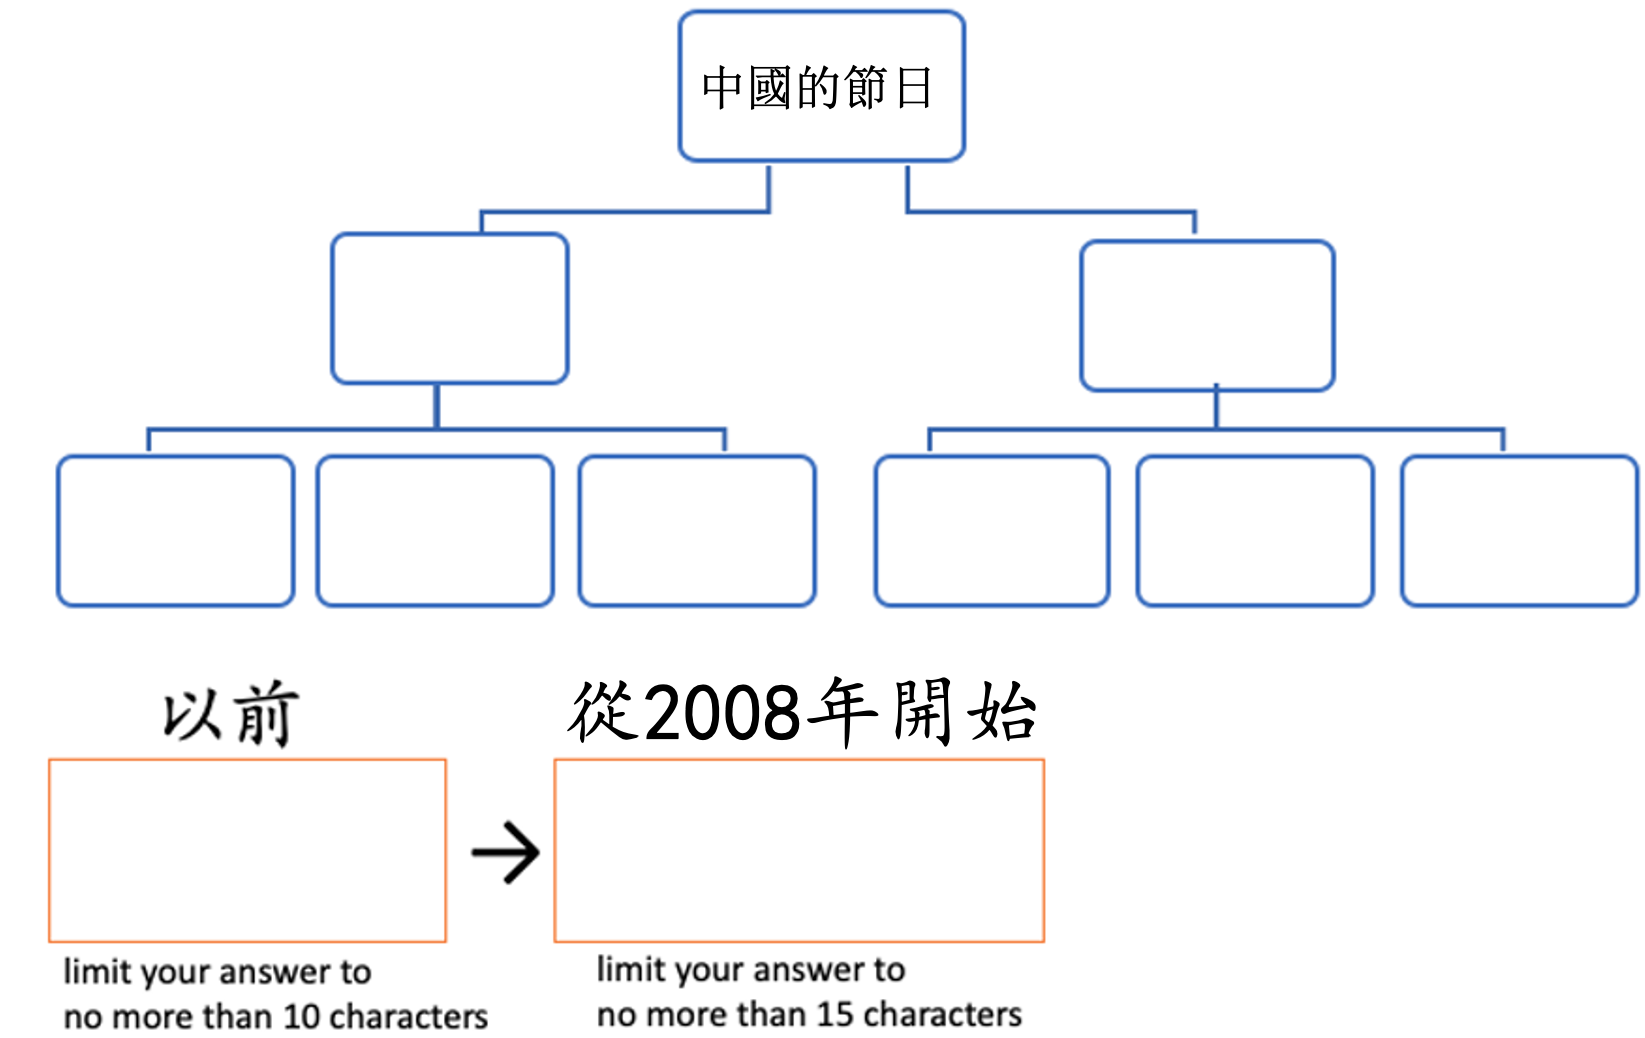 中國的節日
以前
從2008年開始
limit your answer to
no more than 10 characters
limit your answer to
no more than 15 characters